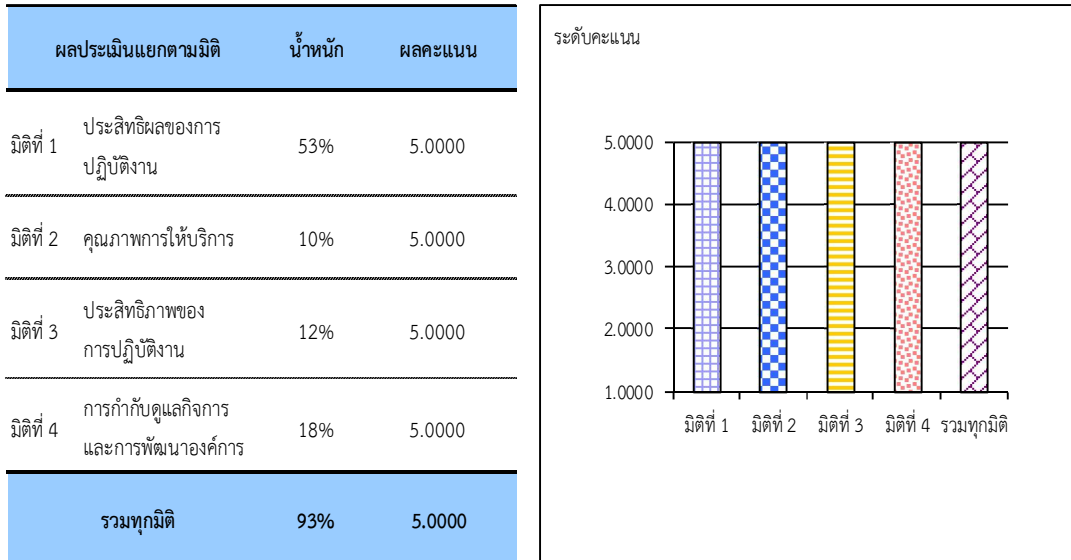 ผลประเมินแยกตามมิติ น้ำหนัก ผลคะแนน
มิติที่ 1 ประสิทธิผลของการ
ปฏิบัติงาน 53% 5.0000
มิติที่ 2 คุณภาพการให้บริการ 10% 5.0000
มิติที่ 3 ประสิทธิภาพของ
การปฏิบัติงาน 12% 5.0000
มิติที่ 4 การกำกับดูแลกิจการ
และการพัฒนาองค์การ 18% 5.0000
รวมทุกมิติ 93% 5.0000
ระดับคะแนน
5.0000
4.0000
3.0000
2.0000
1.0000
มิติที่ 1 มิติที่ 2 มิติที่ 3 มิติที่ 4 รวมทุกมิติ